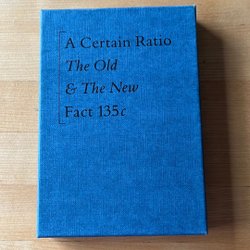 A Certain Ratio
The Old
& The New
Fact 135c